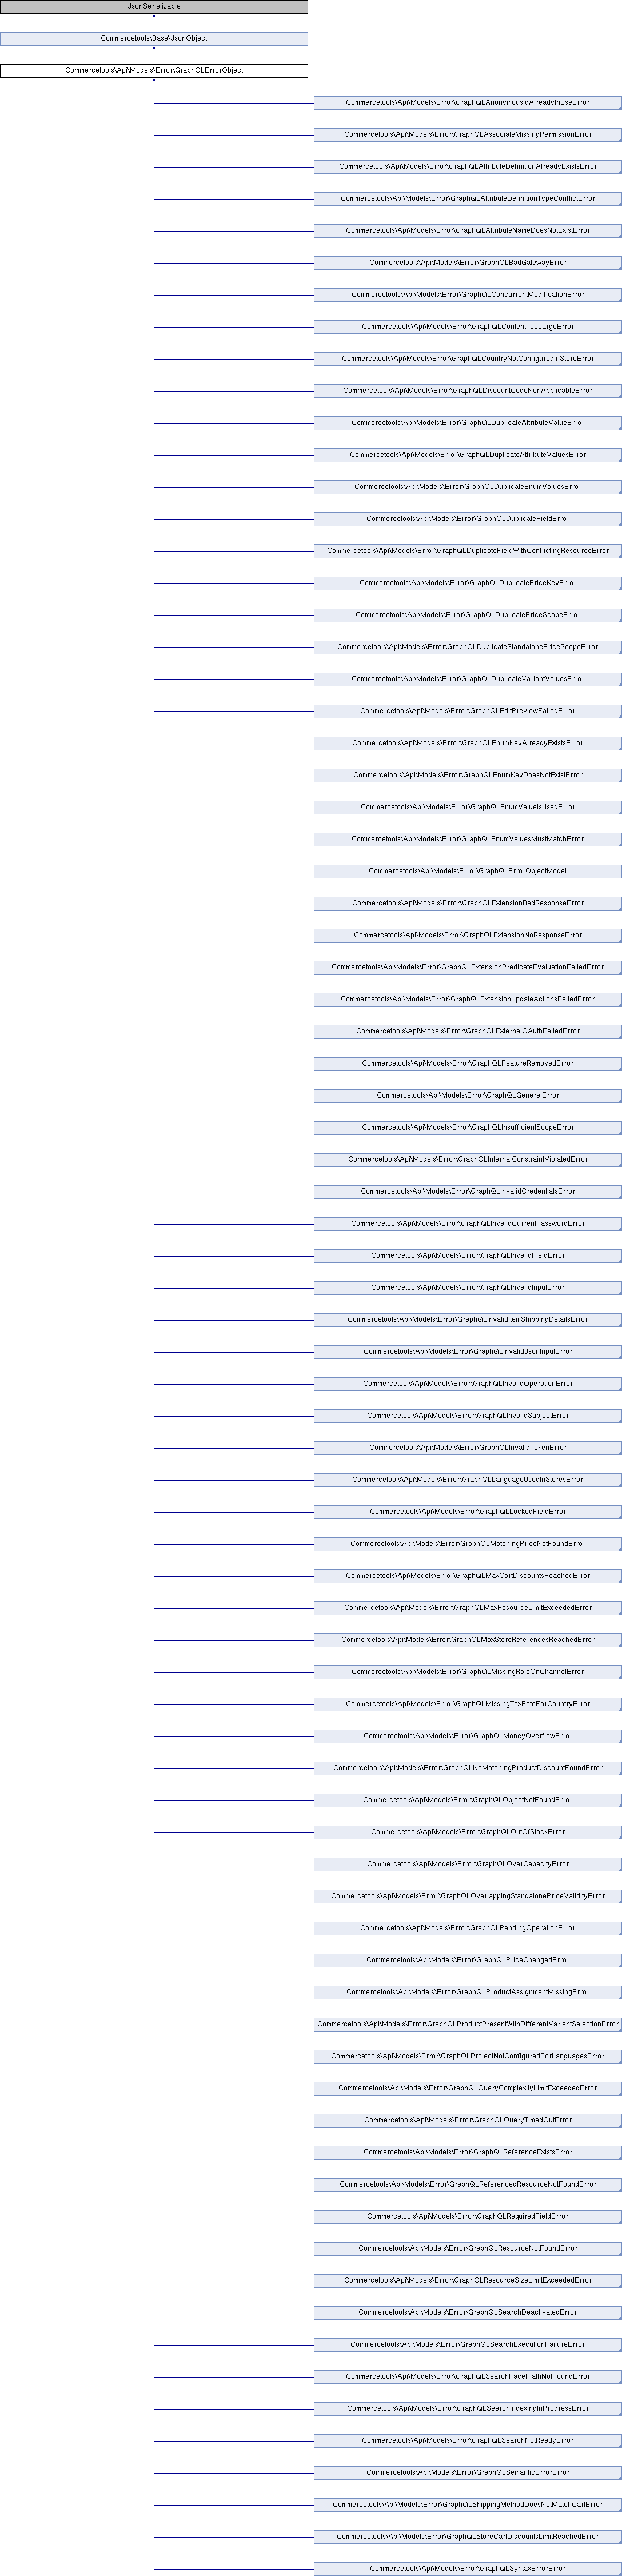 JsonSerializable
Commercetools\Base\JsonObject
Commercetools\Api\Models\Error\GraphQLErrorObject
Commercetools\Api\Models\Error\GraphQLAnonymousIdAlreadyInUseError
Commercetools\Api\Models\Error\GraphQLAssociateMissingPermissionError
Commercetools\Api\Models\Error\GraphQLAttributeDefinitionAlreadyExistsError
Commercetools\Api\Models\Error\GraphQLAttributeDefinitionTypeConflictError
Commercetools\Api\Models\Error\GraphQLAttributeNameDoesNotExistError
Commercetools\Api\Models\Error\GraphQLBadGatewayError
Commercetools\Api\Models\Error\GraphQLConcurrentModificationError
Commercetools\Api\Models\Error\GraphQLContentTooLargeError
Commercetools\Api\Models\Error\GraphQLCountryNotConfiguredInStoreError
Commercetools\Api\Models\Error\GraphQLDiscountCodeNonApplicableError
Commercetools\Api\Models\Error\GraphQLDuplicateAttributeValueError
Commercetools\Api\Models\Error\GraphQLDuplicateAttributeValuesError
Commercetools\Api\Models\Error\GraphQLDuplicateEnumValuesError
Commercetools\Api\Models\Error\GraphQLDuplicateFieldError
Commercetools\Api\Models\Error\GraphQLDuplicateFieldWithConflictingResourceError
Commercetools\Api\Models\Error\GraphQLDuplicatePriceKeyError
Commercetools\Api\Models\Error\GraphQLDuplicatePriceScopeError
Commercetools\Api\Models\Error\GraphQLDuplicateStandalonePriceScopeError
Commercetools\Api\Models\Error\GraphQLDuplicateVariantValuesError
Commercetools\Api\Models\Error\GraphQLEditPreviewFailedError
Commercetools\Api\Models\Error\GraphQLEnumKeyAlreadyExistsError
Commercetools\Api\Models\Error\GraphQLEnumKeyDoesNotExistError
Commercetools\Api\Models\Error\GraphQLEnumValueIsUsedError
Commercetools\Api\Models\Error\GraphQLEnumValuesMustMatchError
Commercetools\Api\Models\Error\GraphQLErrorObjectModel
Commercetools\Api\Models\Error\GraphQLExtensionBadResponseError
Commercetools\Api\Models\Error\GraphQLExtensionNoResponseError
Commercetools\Api\Models\Error\GraphQLExtensionPredicateEvaluationFailedError
Commercetools\Api\Models\Error\GraphQLExtensionUpdateActionsFailedError
Commercetools\Api\Models\Error\GraphQLExternalOAuthFailedError
Commercetools\Api\Models\Error\GraphQLFeatureRemovedError
Commercetools\Api\Models\Error\GraphQLGeneralError
Commercetools\Api\Models\Error\GraphQLInsufficientScopeError
Commercetools\Api\Models\Error\GraphQLInternalConstraintViolatedError
Commercetools\Api\Models\Error\GraphQLInvalidCredentialsError
Commercetools\Api\Models\Error\GraphQLInvalidCurrentPasswordError
Commercetools\Api\Models\Error\GraphQLInvalidFieldError
Commercetools\Api\Models\Error\GraphQLInvalidInputError
Commercetools\Api\Models\Error\GraphQLInvalidItemShippingDetailsError
Commercetools\Api\Models\Error\GraphQLInvalidJsonInputError
Commercetools\Api\Models\Error\GraphQLInvalidOperationError
Commercetools\Api\Models\Error\GraphQLInvalidSubjectError
Commercetools\Api\Models\Error\GraphQLInvalidTokenError
Commercetools\Api\Models\Error\GraphQLLanguageUsedInStoresError
Commercetools\Api\Models\Error\GraphQLLockedFieldError
Commercetools\Api\Models\Error\GraphQLMatchingPriceNotFoundError
Commercetools\Api\Models\Error\GraphQLMaxCartDiscountsReachedError
Commercetools\Api\Models\Error\GraphQLMaxResourceLimitExceededError
Commercetools\Api\Models\Error\GraphQLMaxStoreReferencesReachedError
Commercetools\Api\Models\Error\GraphQLMissingRoleOnChannelError
Commercetools\Api\Models\Error\GraphQLMissingTaxRateForCountryError
Commercetools\Api\Models\Error\GraphQLMoneyOverflowError
Commercetools\Api\Models\Error\GraphQLNoMatchingProductDiscountFoundError
Commercetools\Api\Models\Error\GraphQLObjectNotFoundError
Commercetools\Api\Models\Error\GraphQLOutOfStockError
Commercetools\Api\Models\Error\GraphQLOverCapacityError
Commercetools\Api\Models\Error\GraphQLOverlappingStandalonePriceValidityError
Commercetools\Api\Models\Error\GraphQLPendingOperationError
Commercetools\Api\Models\Error\GraphQLPriceChangedError
Commercetools\Api\Models\Error\GraphQLProductAssignmentMissingError
Commercetools\Api\Models\Error\GraphQLProductPresentWithDifferentVariantSelectionError
Commercetools\Api\Models\Error\GraphQLProjectNotConfiguredForLanguagesError
Commercetools\Api\Models\Error\GraphQLQueryComplexityLimitExceededError
Commercetools\Api\Models\Error\GraphQLQueryTimedOutError
Commercetools\Api\Models\Error\GraphQLReferenceExistsError
Commercetools\Api\Models\Error\GraphQLReferencedResourceNotFoundError
Commercetools\Api\Models\Error\GraphQLRequiredFieldError
Commercetools\Api\Models\Error\GraphQLResourceNotFoundError
Commercetools\Api\Models\Error\GraphQLResourceSizeLimitExceededError
Commercetools\Api\Models\Error\GraphQLSearchDeactivatedError
Commercetools\Api\Models\Error\GraphQLSearchExecutionFailureError
Commercetools\Api\Models\Error\GraphQLSearchFacetPathNotFoundError
Commercetools\Api\Models\Error\GraphQLSearchIndexingInProgressError
Commercetools\Api\Models\Error\GraphQLSearchNotReadyError
Commercetools\Api\Models\Error\GraphQLSemanticErrorError
Commercetools\Api\Models\Error\GraphQLShippingMethodDoesNotMatchCartError
Commercetools\Api\Models\Error\GraphQLStoreCartDiscountsLimitReachedError
Commercetools\Api\Models\Error\GraphQLSyntaxErrorError